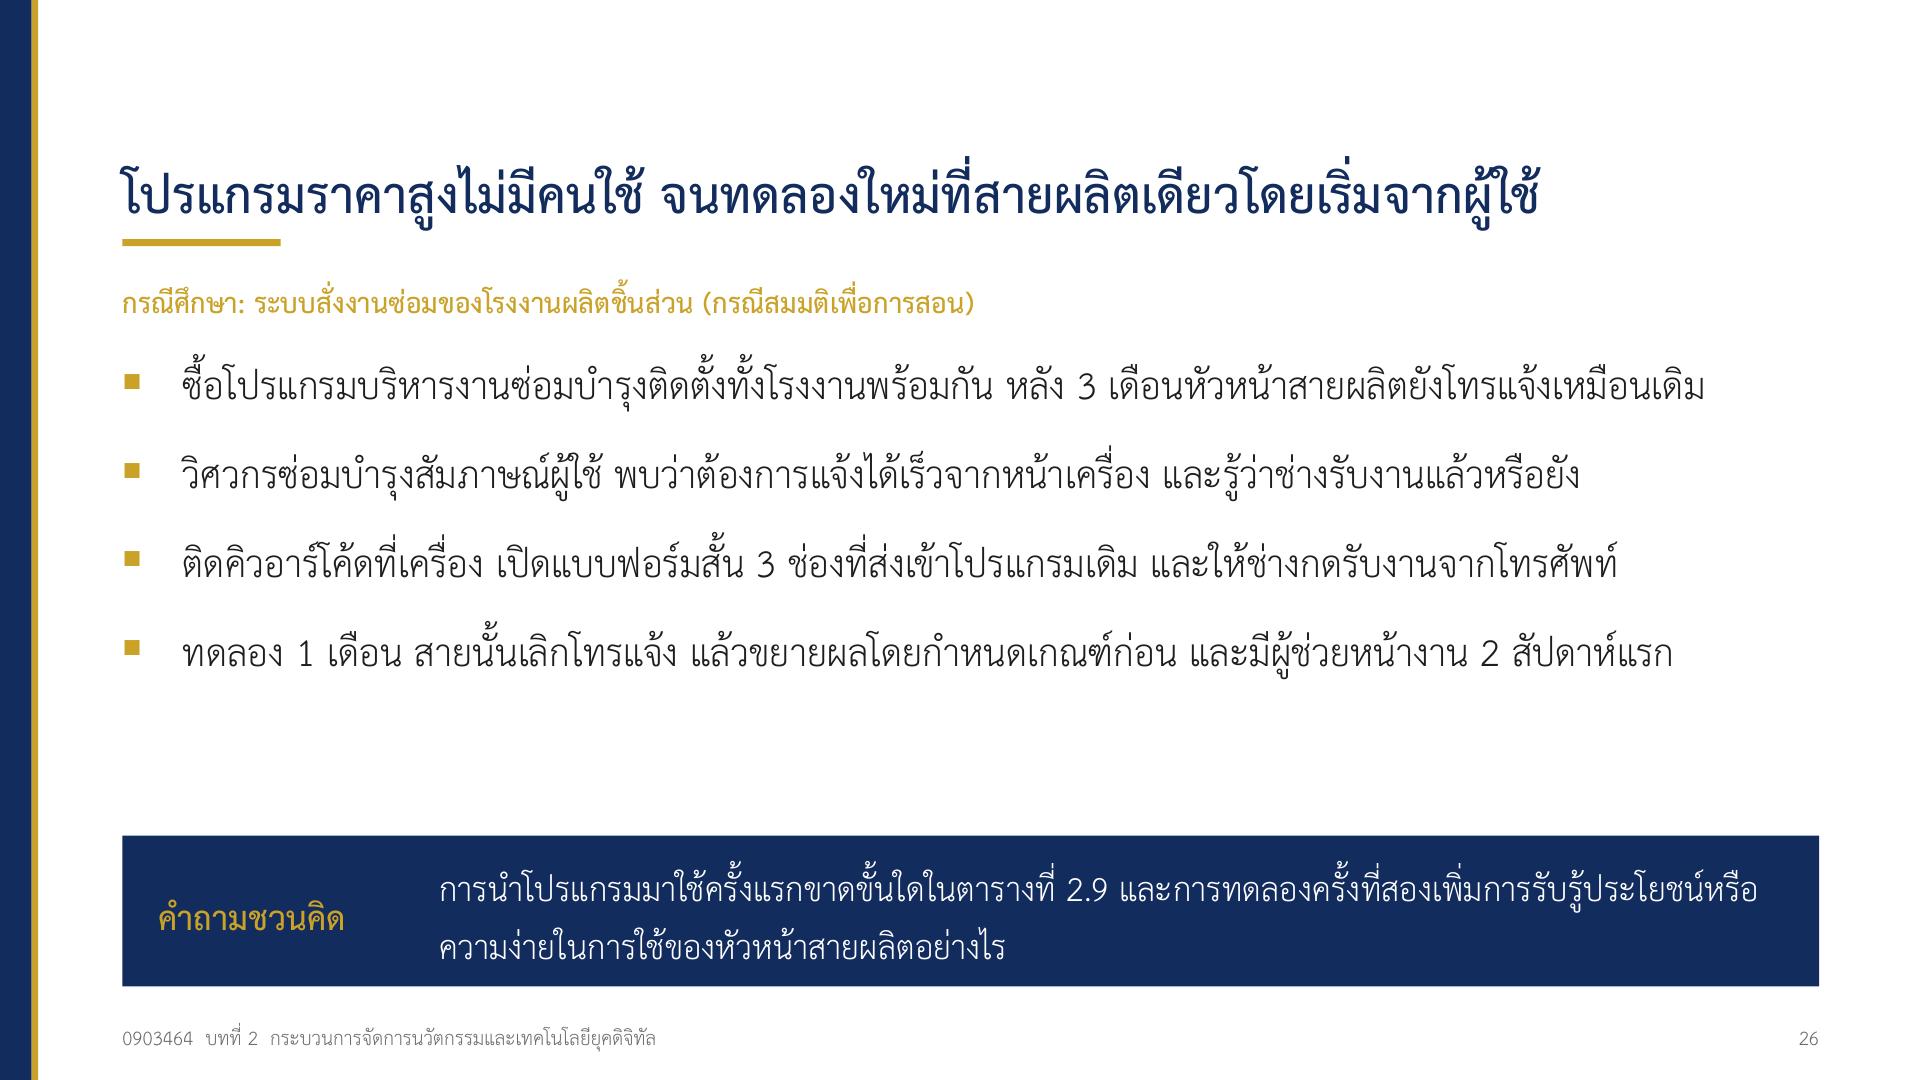 โปรแกรมราคาสูงไม่มีคนใช้ จนทดลองใหม่ที่สายผลิตเดียวโดยเริ่มจากผู้ใช้
กรณีศึกษา: ระบบสั่งงานซ่อมของโรงงานผลิตชิ้นส่วน (กรณีสมมติเพื่อการสอน)
▪ ซื้อโปรแกรมบริหารงานซ่อมบำรุงติดตั้งทั้งโรงงานพร้อมกัน หลัง 3 เดือนหัวหน้าสายผลิตยังโทรแจ้งเหมือนเดิม
▪ วิศวกรซ่อมบำรุงสัมภาษณ์ผู้ใช้ พบว่าต้องการแจ้งได้เร็วจากหน้าเครื่อง และรู้ว่าช่างรับงานแล้วหรือยัง
▪ ติดคิวอาร์โค้ดที่เครื่อง เปิดแบบฟอร์มสั้น 3 ช่องที่ส่งเข้าโปรแกรมเดิม และให้ช่างกดรับงานจากโทรศัพท์
▪ ทดลอง 1 เดือน สายนั้นเลิกโทรแจ้ง แล้วขยายผลโดยกำหนดเกณฑ์ก่อน และมีผู้ช่วยหน้างาน 2 สัปดาห์แรก
คำถามชวนคิด
การนำโปรแกรมมาใช้ครั้งแรกขาดขั้นใดในตารางที่ 2.9 และการทดลองครั้งที่สองเพิ่มการรับรู้ประโยชน์หรือ
ความง่ายในการใช้ของหัวหน้าสายผลิตอย่างไร
0903464 บทที่ 2 กระบวนการจัดการนวัตกรรมและเทคโนโลยียุคดิจิทัล
26